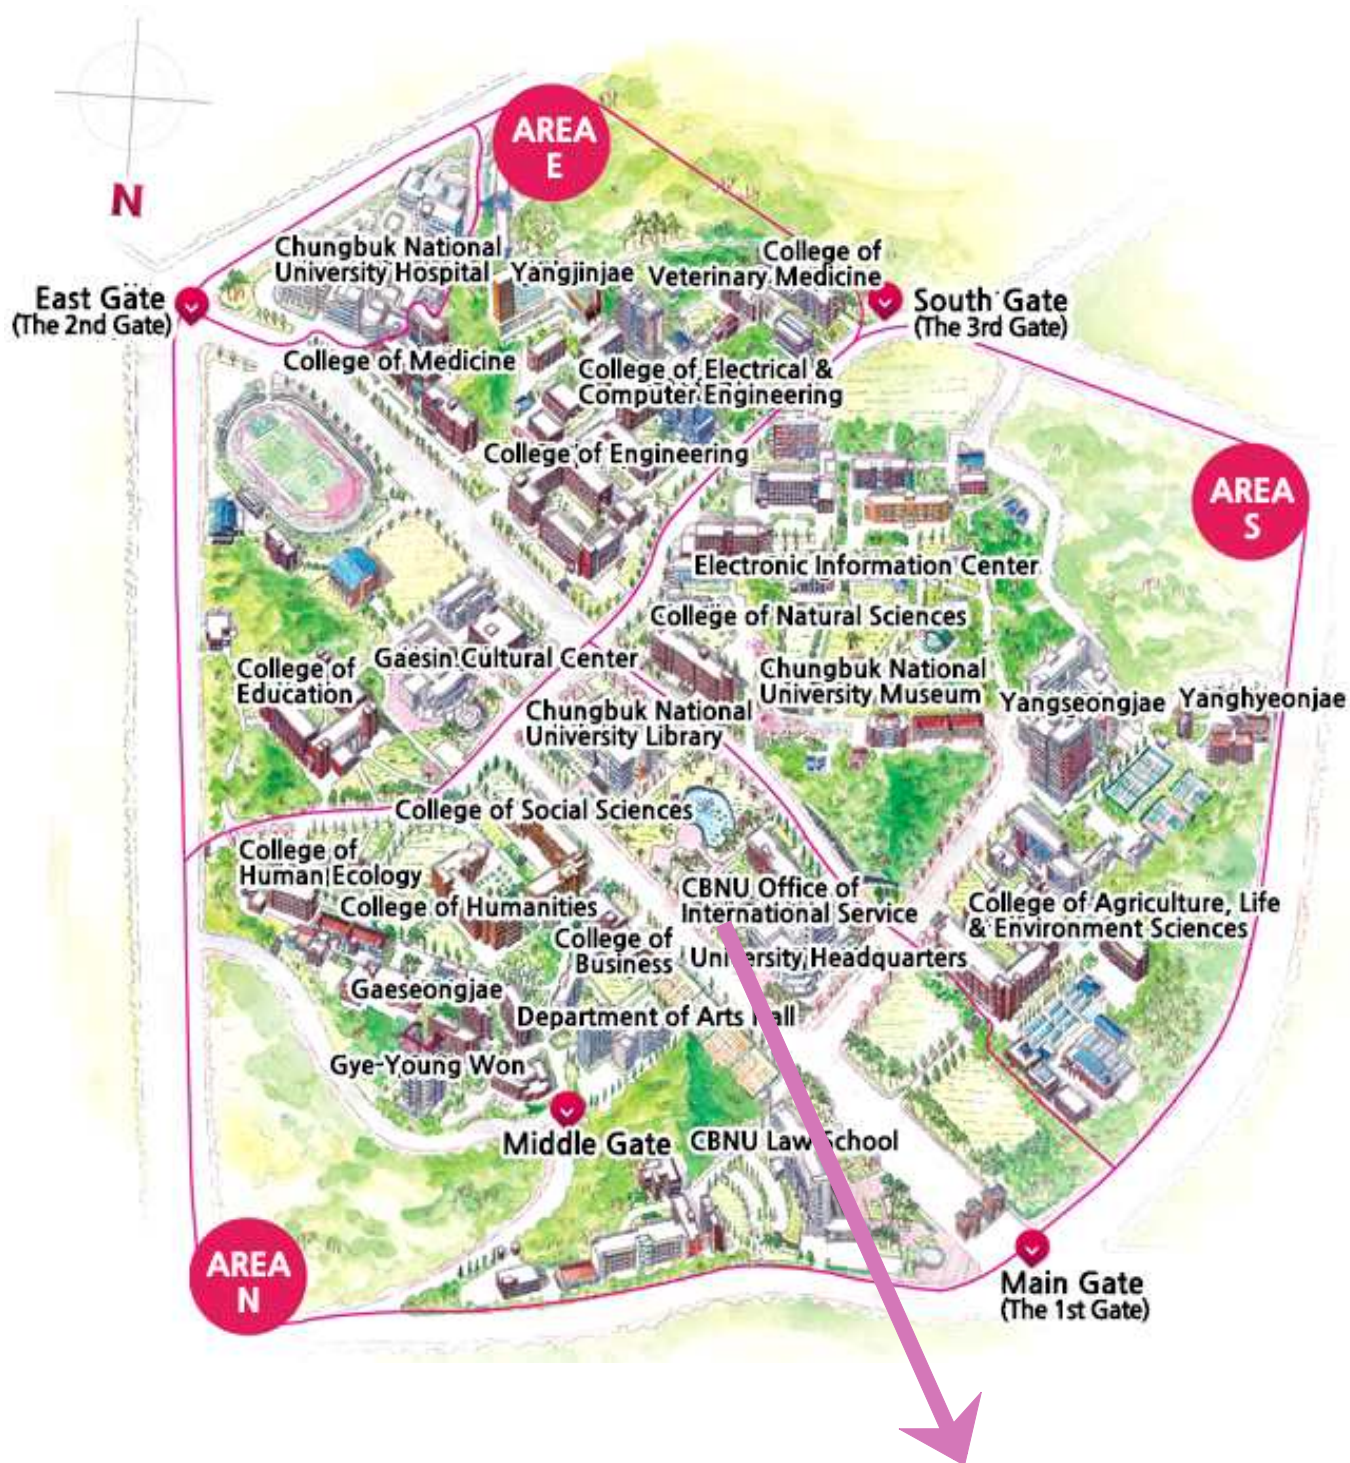 AREA
E
N
Chungbuk National
University Hospital
Yangjinjae
College of
Veterinary Medicine
East Gate
(The 2nd Gate)
South Gate
(The 3rd Gate)
College of Medicine
College of Electrical &
Computer Engineering
College of Engineering
AREA
S
Electronic Information Center
College of Natural Sciences
Gaesin Cultural Center
College of
Education
Chungbuk National
University Museum
Yangseongjae
Yanghyeonjae
Chungbuk National
University Library
College of Social Sciences
College of
Human Ecology
College of Humanities
CBNU Office of
International Service
College of Agriculture, Life
& Environment Sciences
College of
Business
University Headquarters
Gaeseongjae
Department of Arts Hall
Gye-Young Won
Middle Gate
CBNU Law School
AREA
N
Main Gate
(The 1st Gate)